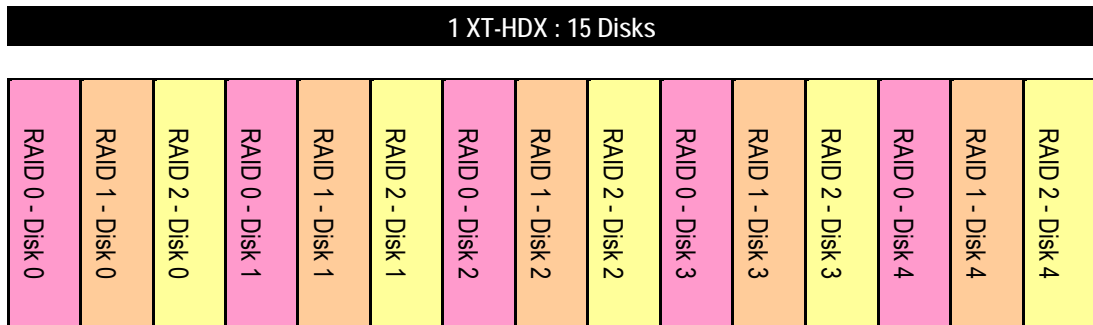 1 XT-HDX : 15 Disks
RAID 0 - Disk 0
RAID 1 - Disk 0
RAID 2 - Disk 0
RAID 0 - Disk 1
RAID 1 - Disk 1
RAID 2 - Disk 1
RAID 0 - Disk 2
RAID 1 - Disk 2
RAID 2 - Disk 2
RAID 0 - Disk 3
RAID 1 - Disk 3
RAID 2 - Disk 3
RAID 0 - Disk 4
RAID 1 - Disk 4
RAID 2 - Disk 4